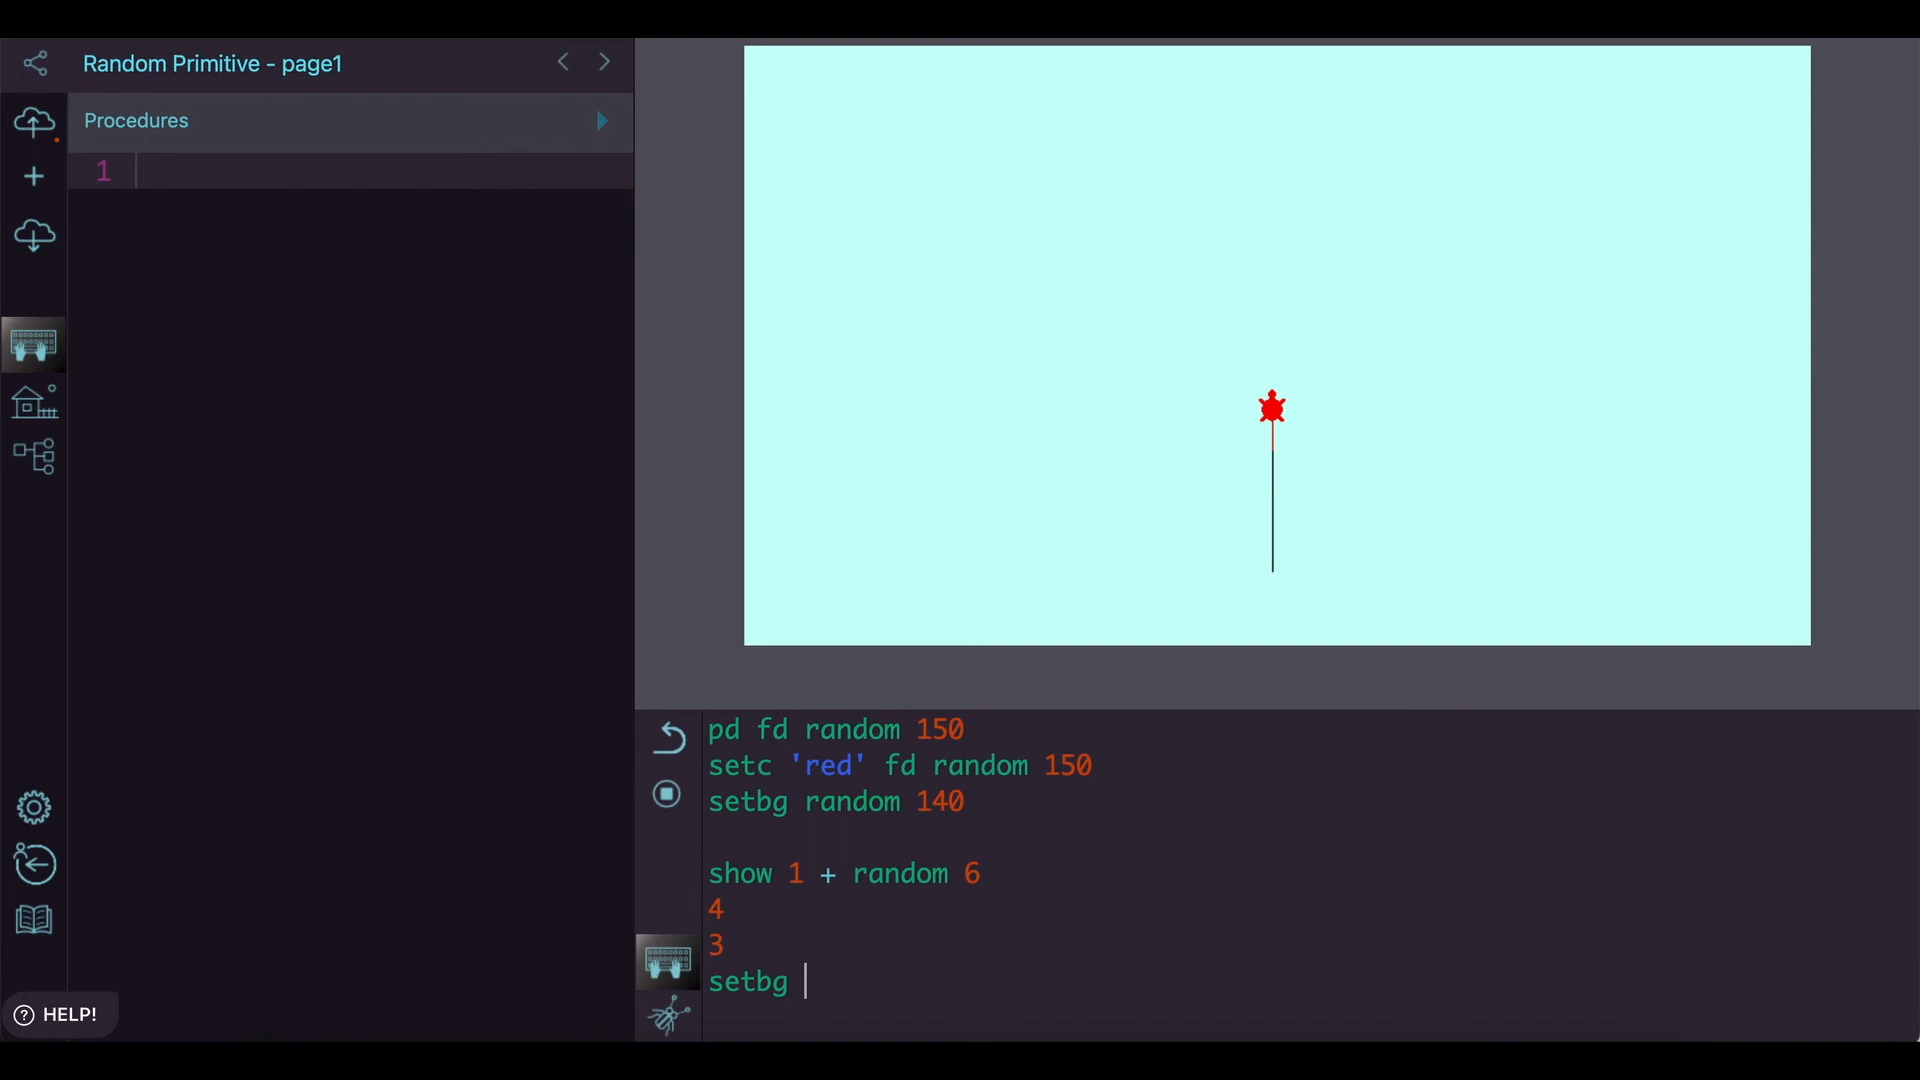 Random Primitive - page1
Procedures
1
pd fd random 150
setc 'red' fd random 150
setbg random 140
show 1 + random 6
4
3
setbg
? HELP!